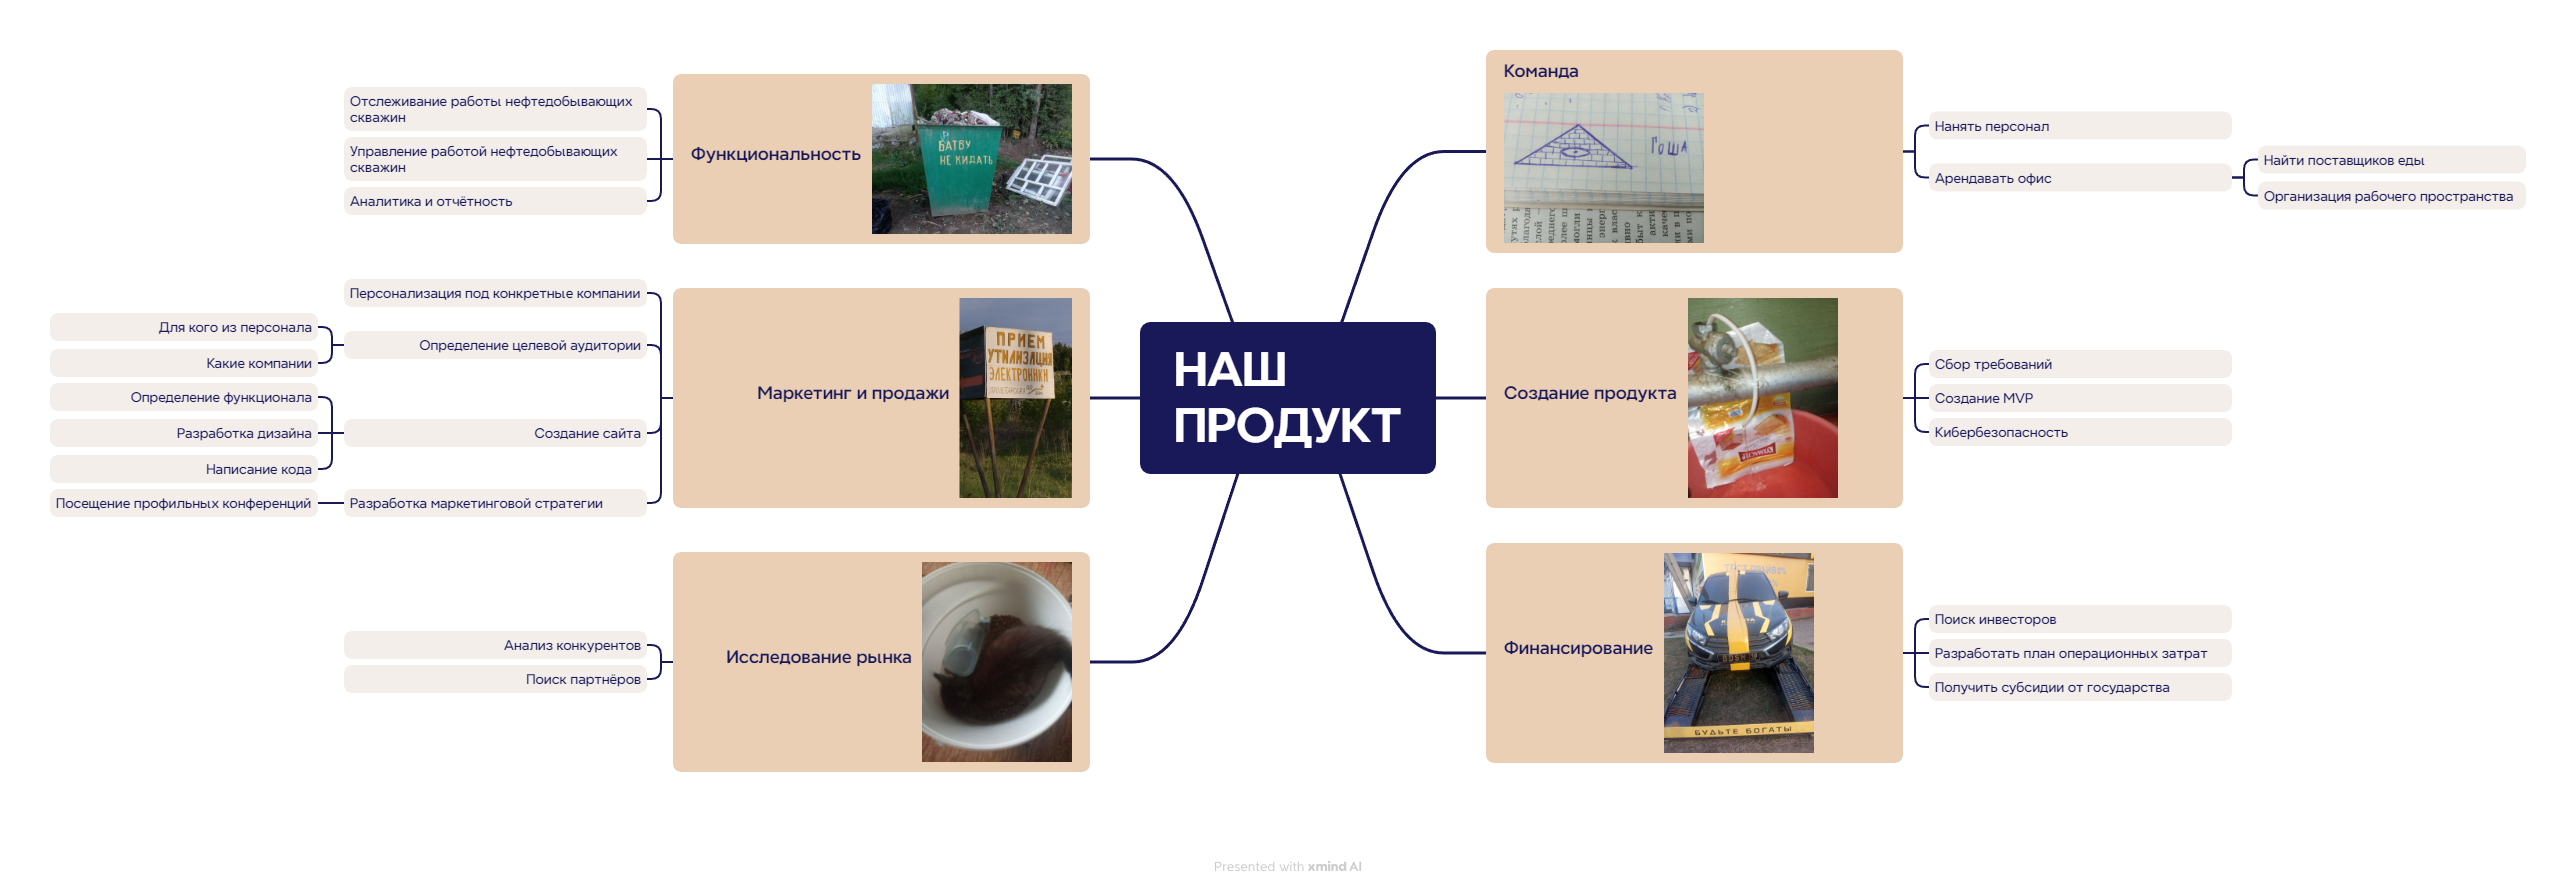 Отслеживание работы нефтедобывающих
скважин
Управление работой нефтедобывающих
скважин
Аналитика и отчётность
Функциональность
Я
БАТВУ
НЕ КИДАТЬ
Персонализация под конкретные компании
Для кого из персонала
Какие компании
Определение целевой аудитории
Определение функционала
Разработка дизайна
Написание кода
Создание сайта
Посещение профильных конференций
Разработка маркетинговой стратегии
Маркетинг и продажи
ПРИЕМ
УТИЛИЗАЦИЯ
ЭЛЕКТРОНИКИ
Анализ конкурентов
Поиск партнёров
Исследование рынка
НАШ
ПРОДУКТ
Команда
Гоша
Нанять персонал
Арендавать офис
Найти поставщиков еды
Организация рабочего пространства
Создание продукта
Сбор требований
Создание MVP
Кибербезопасность
Финансирование
БУДЬТЕ БОГАТЫ
Поиск инвесторов
Разработать план операционных затрат
Получить субсидии от государства
Presented with xmind AI